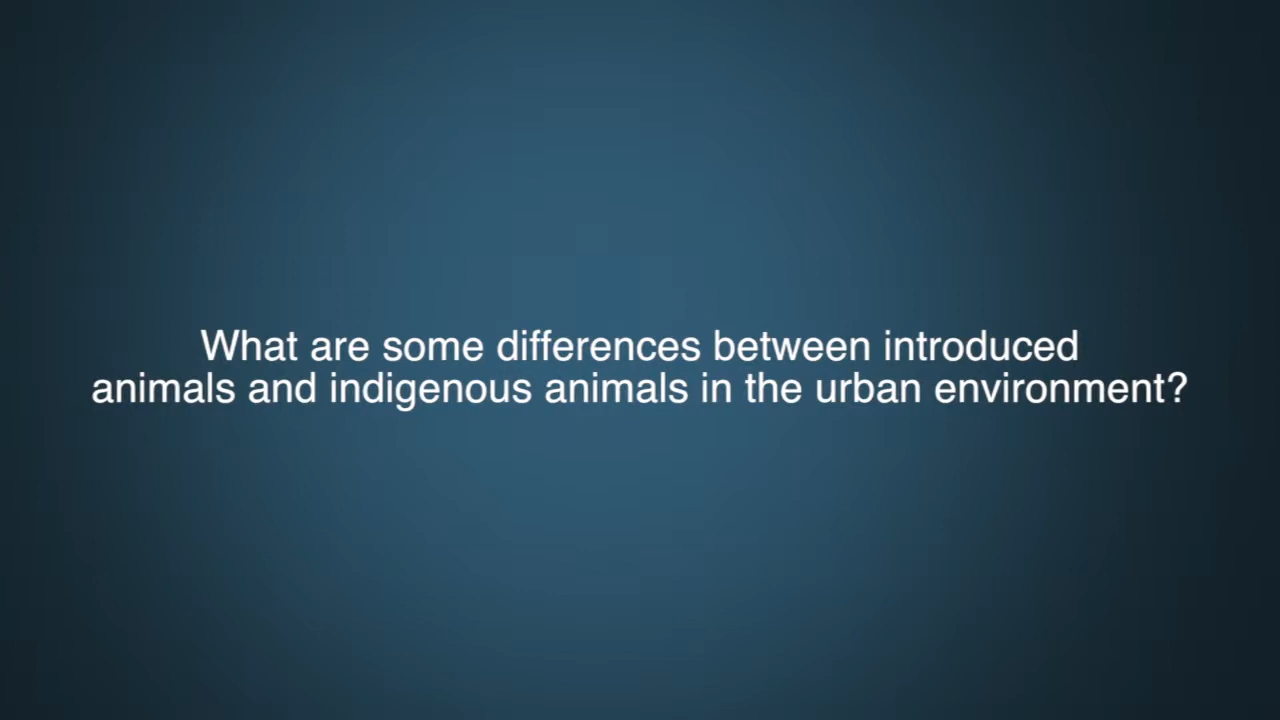 What are some differences between introduced
animals and indigenous animals in the urban environment?